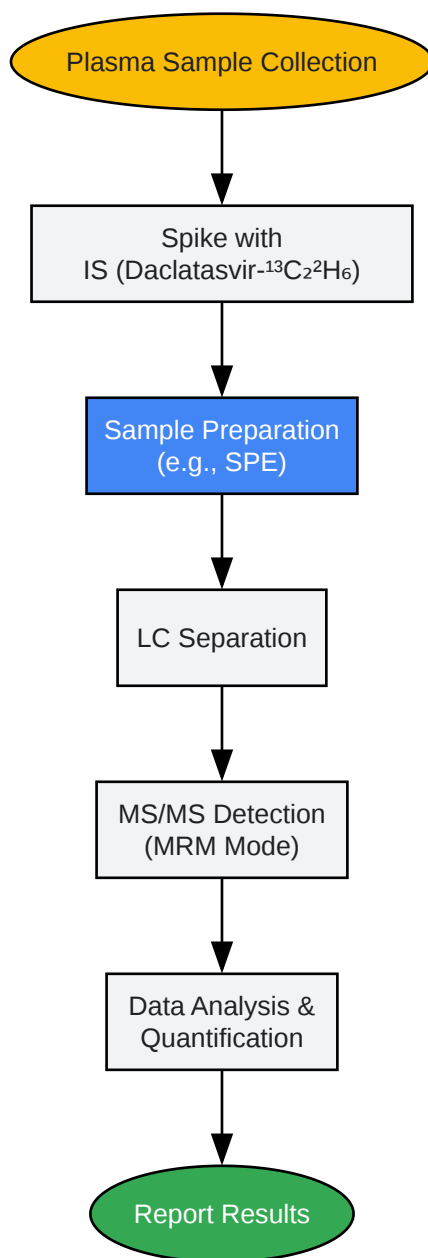 Plasma Sample Collection
Spike with
IS (Daclatasvir-¹³C₂²H₆)
Sample Preparation
(e.g., SPE)
LC Separation
MS/MS Detection
(MRM Mode)
Data Analysis &
Quantification
Report Results